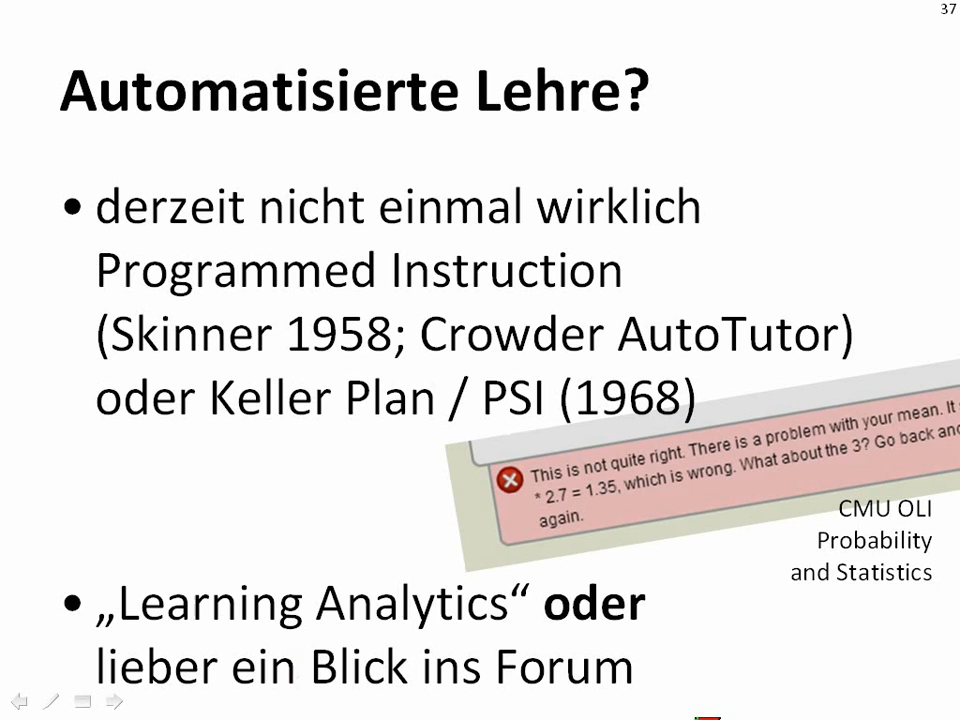 37
Automatisierte Lehre?
• derzeit nicht einmal wirklich
Programmed Instruction
(Skinner 1958; Crowder AutoTutor)
oder Keller Plan / PSI (1968)
This is not quite right. There is a problem with your mean. It
* 2.7 = 1.35, which is wrong. What about the 3? Go back and
again.
CMU OLI
Probability
and Statistics
• „Learning Analytics“ oder
lieber ein Blick ins Forum